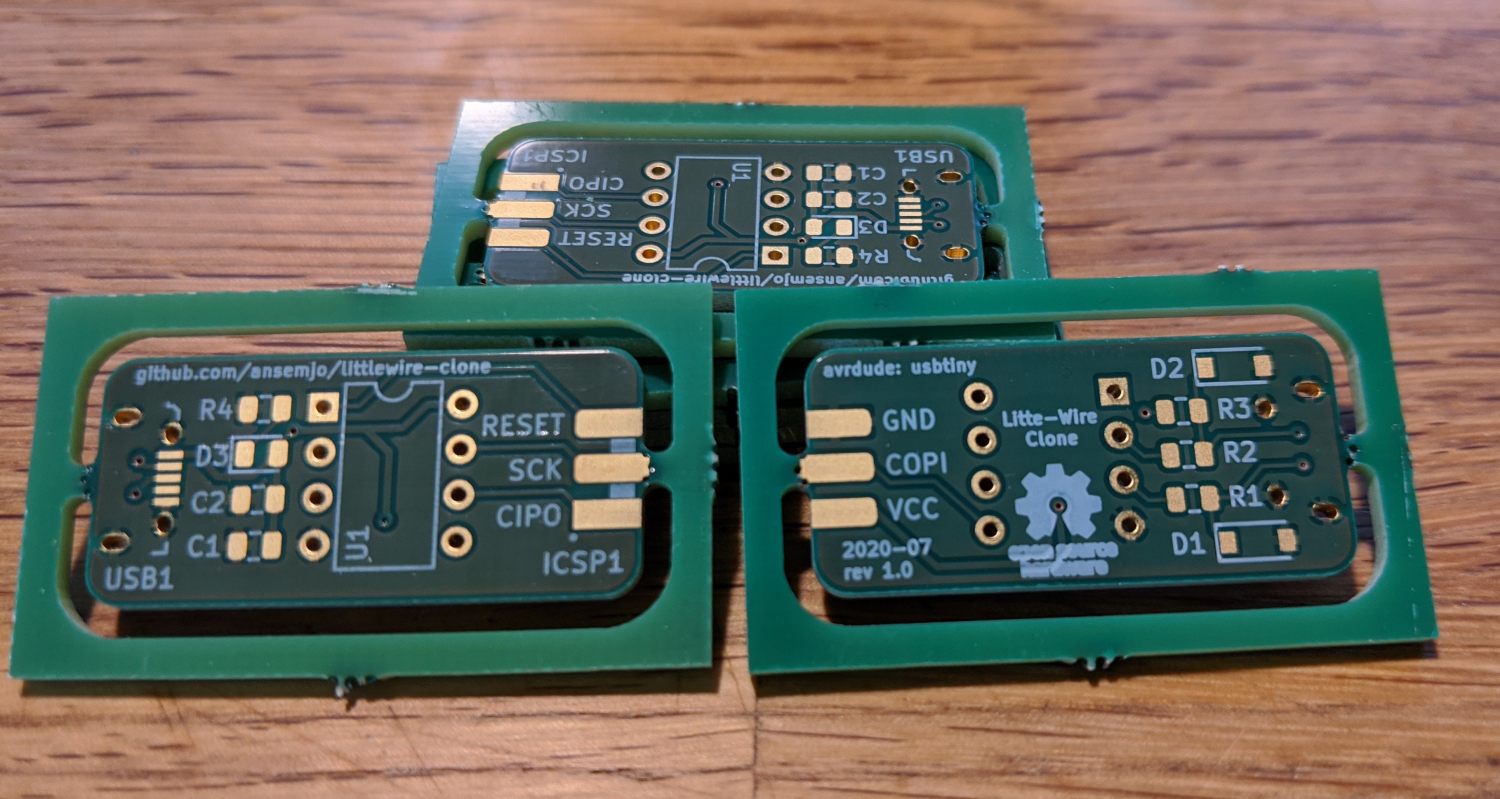 ICSP1
USB1
CIPO
SCK
RESET
U1
C1
C2
D3
R4
github.com/ansemjo/littlewire-clone
github.com/ansemjo/littlewire-clone
R4
D3
C2
C1
USB1
U1
RESET
SCK
CIPO
ICSP1
avrdude: usbtiny
GND
COPI
VCC
2020-07
rev 1.0
Litte-Wire
Clone
open source
hardware
D2
R3
R2
R1
D1